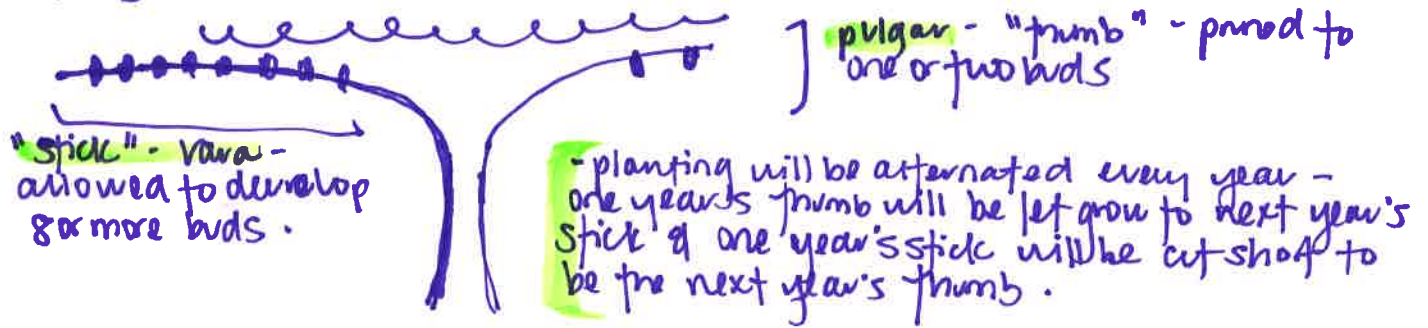 pulgar - "thumb" - pruned to
one or two buds
"stick" - vara -
allowed to develop
8 or more buds.
- planting will be alternated every year -
one year's thumb will be let grow to next year's
stick & one year's stick will be cut short to
be the next year's thumb.